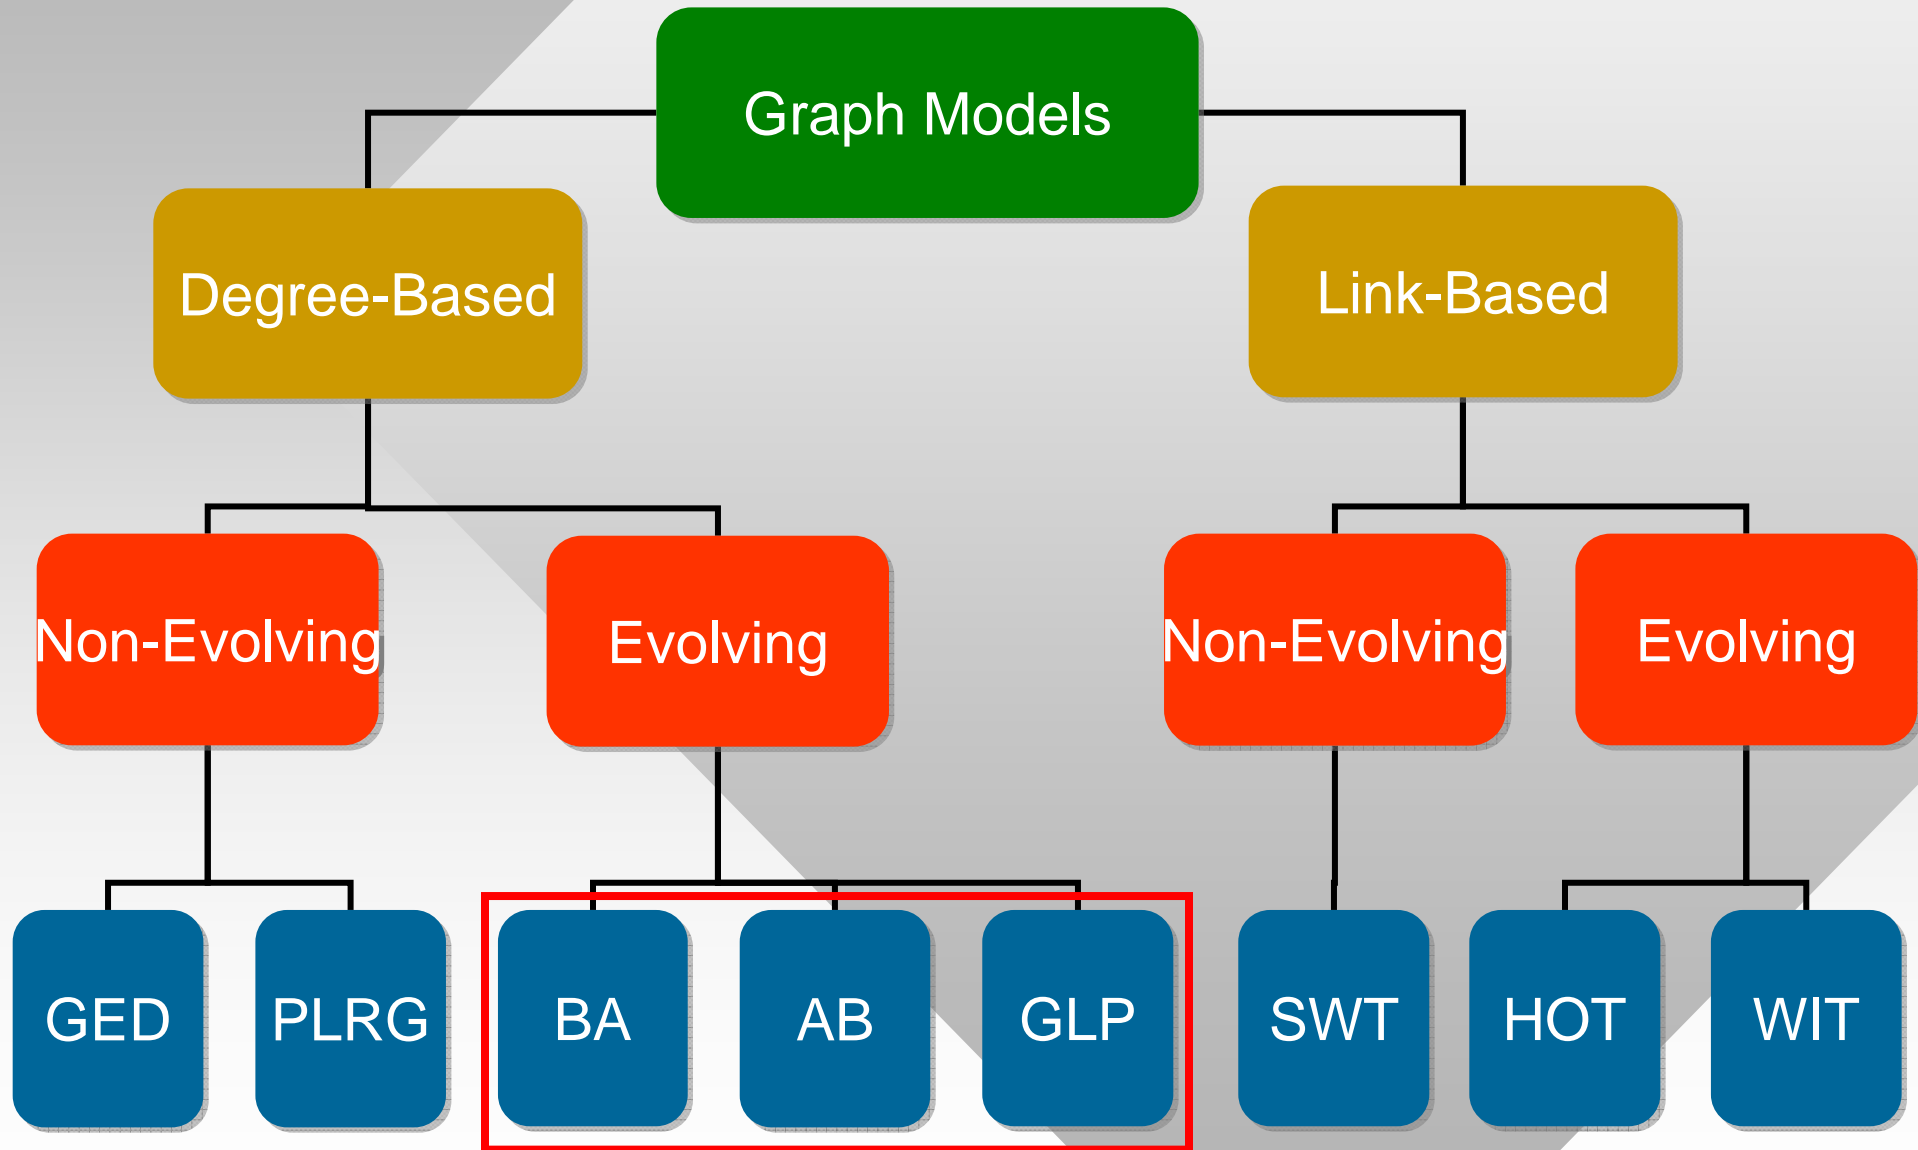 Graph Models
Degree-Based
Link-Based
Non-Evolving
Evolving
Non-Evolving
Evolving
GED
PLRG
BA
AB
GLP
SWT
HOT
WIT